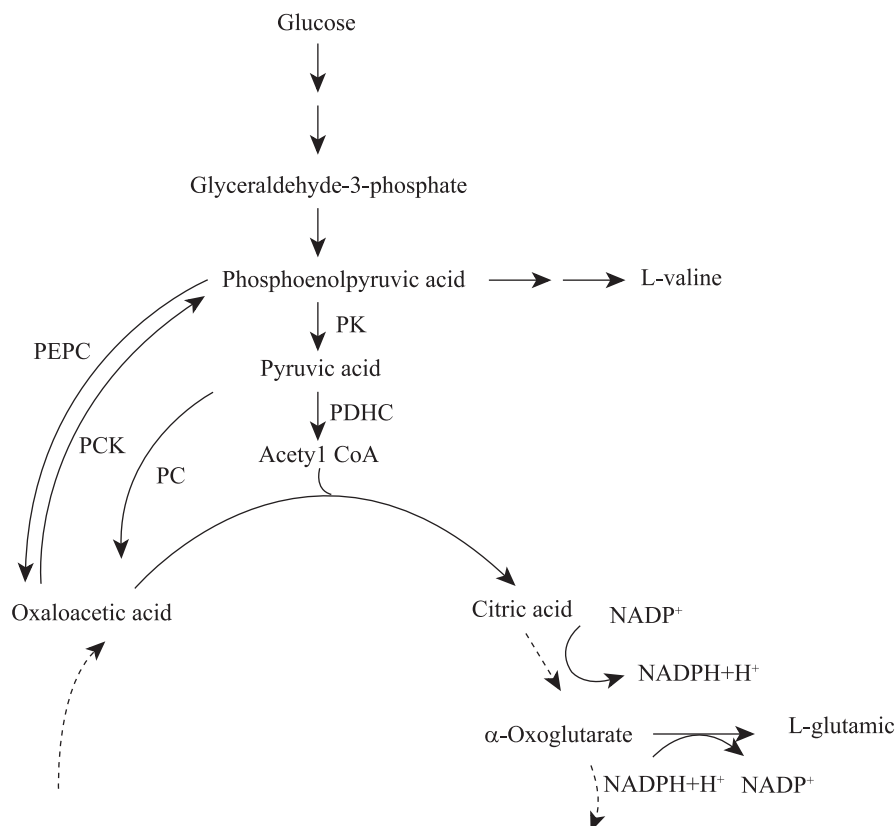 Glucose
Glyceraldehyde-3-phosphate
Phosphoenolpyruvic acid
L-valine
PK
PEPC
Pyruvic acid
PDHC
PCK
Acety1 CoA
PC
Oxaloacetic acid
Citric acid
NADP⁺
NADPH+H⁺
α-Oxoglutarate
L-glutamic
NADPH+H⁺
NADP⁺